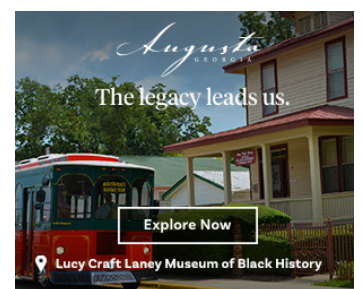 Augusta
GEORGIA
The legacy leads us.
Explore Now
Lucy Craft Laney Museum of Black History